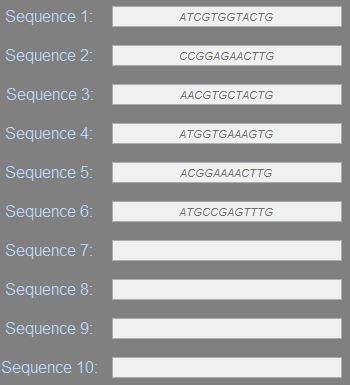 Sequence 1: ATCGTGGTACTG
Sequence 2: CCGGAGAACTTG
Sequence 3: AACGTGCTACTG
Sequence 4: ATGGTGAAAGTG
Sequence 5: ACGGAAAACTTG
Sequence 6: ATGCCGAGTTTG
Sequence 7:
Sequence 8:
Sequence 9:
Sequence 10: